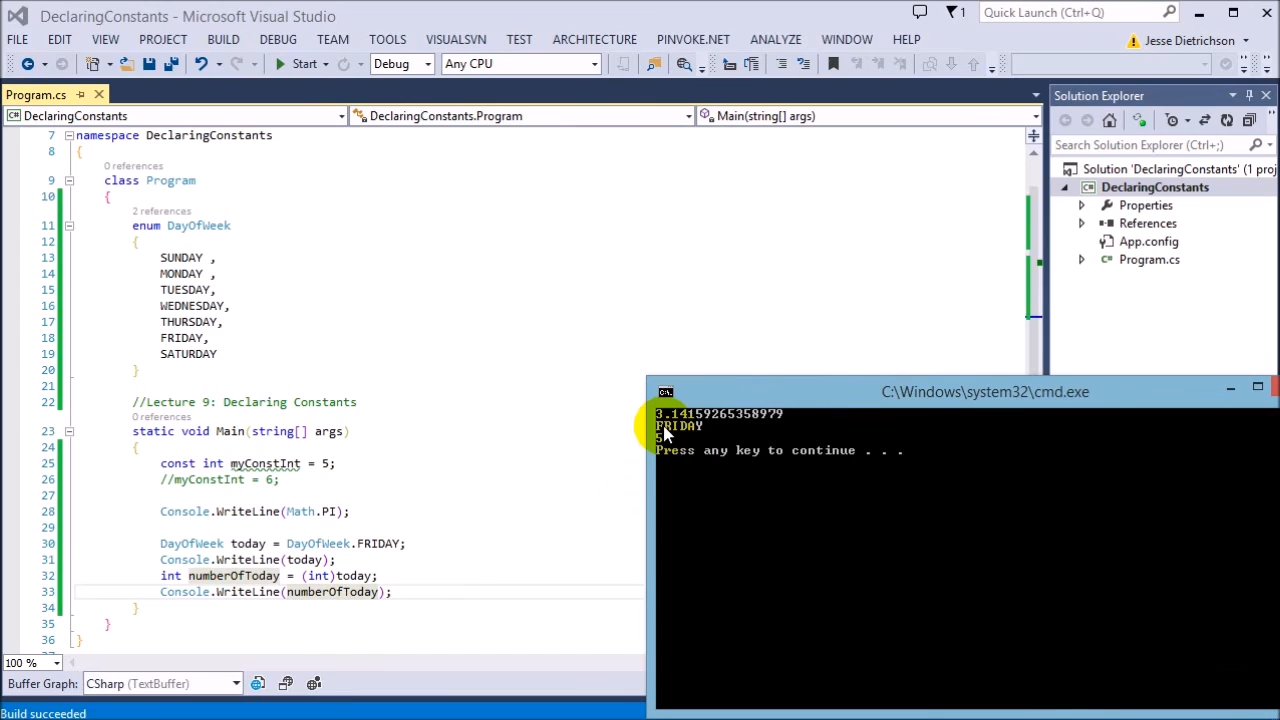 DeclaringConstants - Microsoft Visual Studio
1
Quick Launch (Ctrl+Q)
FILE EDIT VIEW PROJECT BUILD DEBUG TEAM TOOLS VISUALSVN TEST ARCHITECTURE PINVOKE.NET ANALYZE WINDOW HELP
Jesse Dietrichson
Start Debug Any CPU
Program.cs
Solution Explorer
DeclaringConstants DeclaringConstants.Program Main(string[] args)
Search Solution Explorer (Ctrl+;)
Solution 'DeclaringConstants' (1 proj
DeclaringConstants
Properties
References
App.config
Program.cs
7 namespace DeclaringConstants
8 {
0 references
9 class Program
10 {
2 references
11 enum DayOfWeek
12 {
13 SUNDAY ,
14 MONDAY ,
15 TUESDAY,
16 WEDNESDAY,
17 THURSDAY,
18 FRIDAY,
19 SATURDAY
20 }
21
22 //Lecture 9: Declaring Constants
0 references
23 static void Main(string[] args)
24 {
25 const int myConstInt = 5;
26 //myConstInt = 6;
27
28 Console.WriteLine(Math.PI);
29
30 DayOfWeek today = DayOfWeek.FRIDAY;
31 Console.WriteLine(today);
32 int numberOfToday = (int)today;
33 Console.WriteLine(numberOfToday);
34 }
35 }
36 }
C:\Windows\system32\cmd.exe
3.14159265358979
FRIDAY
5
Press any key to continue . . .
100 %
Buffer Graph: CSharp (TextBuffer)
Build succeeded